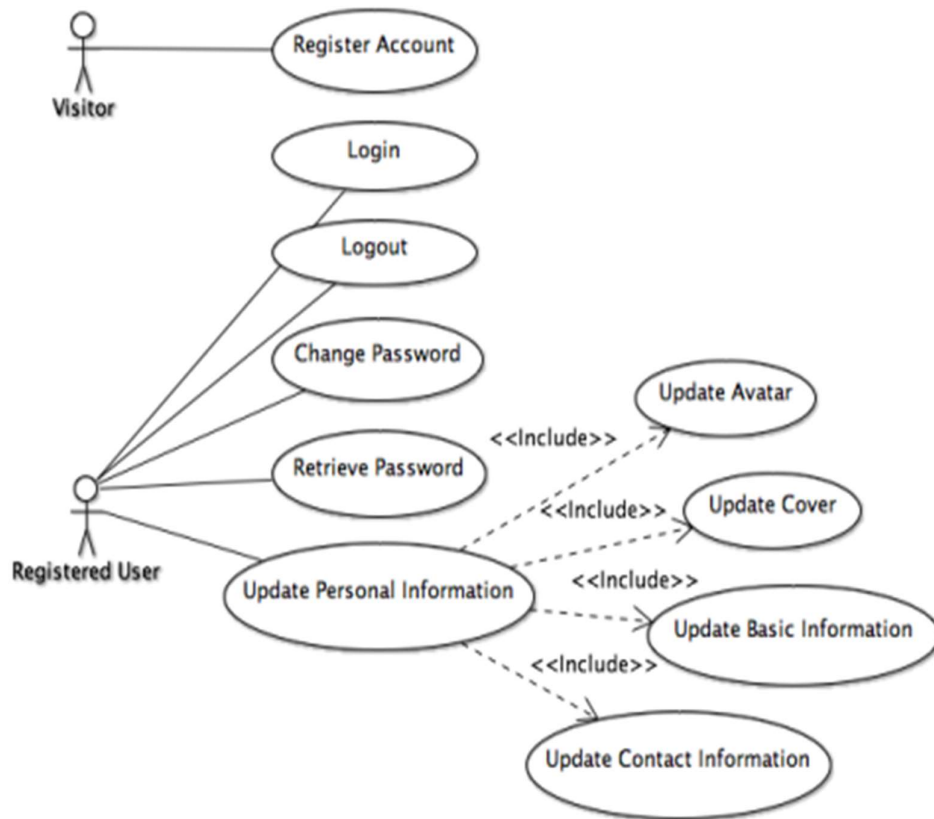 Register Account
Visitor
Login
Logout
Change Password
Update Avatar
<<Include>>
Retrieve Password
Update Cover
<<Include>>
Registered User
Update Personal Information
<<Include>>
Update Basic Information
<<Include>>
Update Contact Information